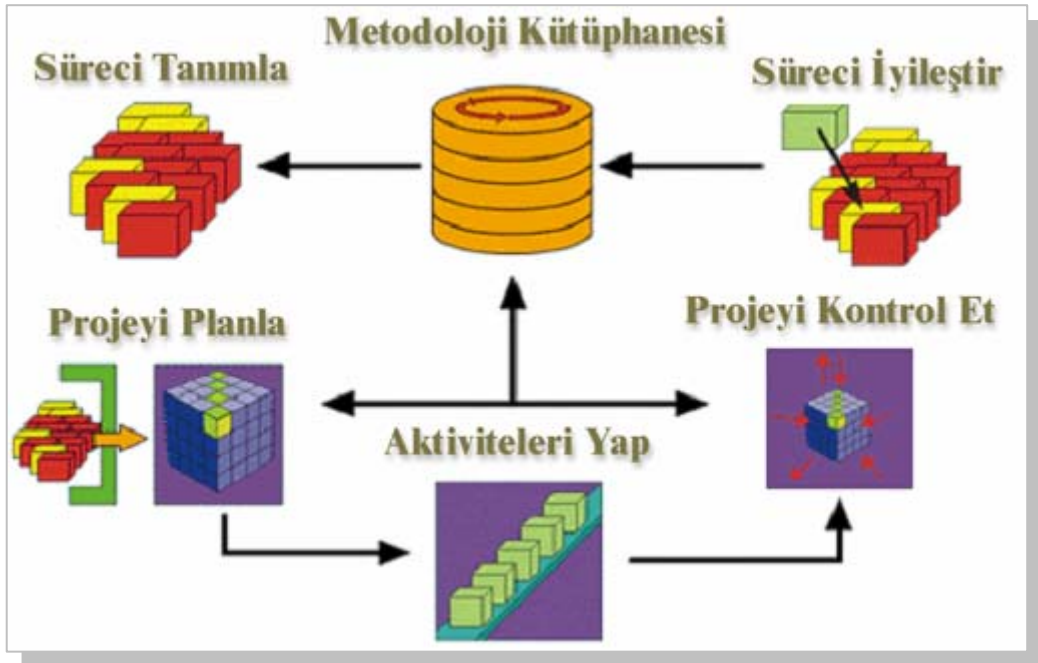 Metodoloji Kütüphanesi
Süreci Tanımla
Süreci İyileştir
Projeyi Planla
Projeyi Kontrol Et
Aktiviteleri Yap